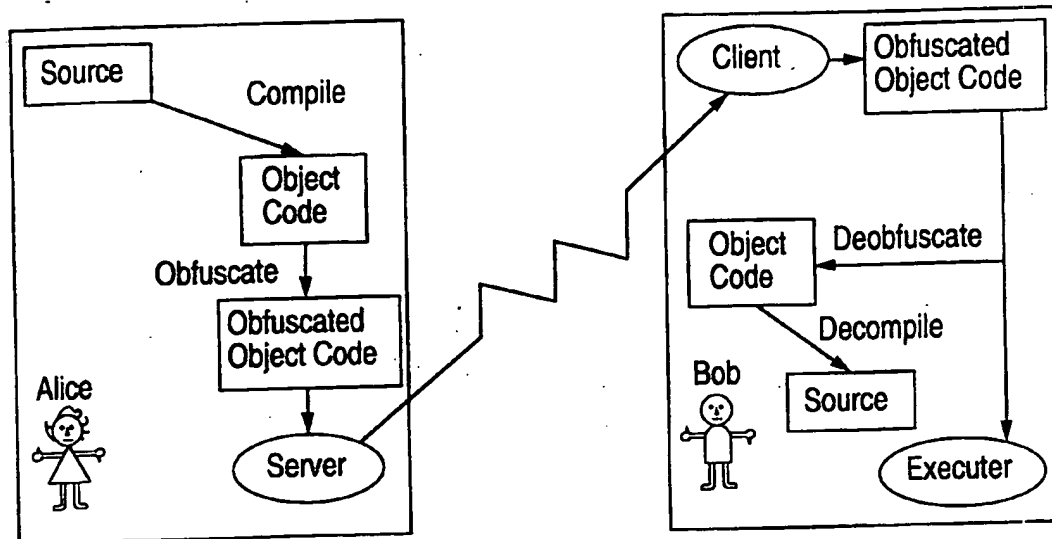 Source
Compile
Object
Code
Obfuscate
Obfuscated
Object Code
Alice
Server
Client
Obfuscated
Object Code
Object
Code
Deobfuscate
Decompile
Bob
Source
Executer